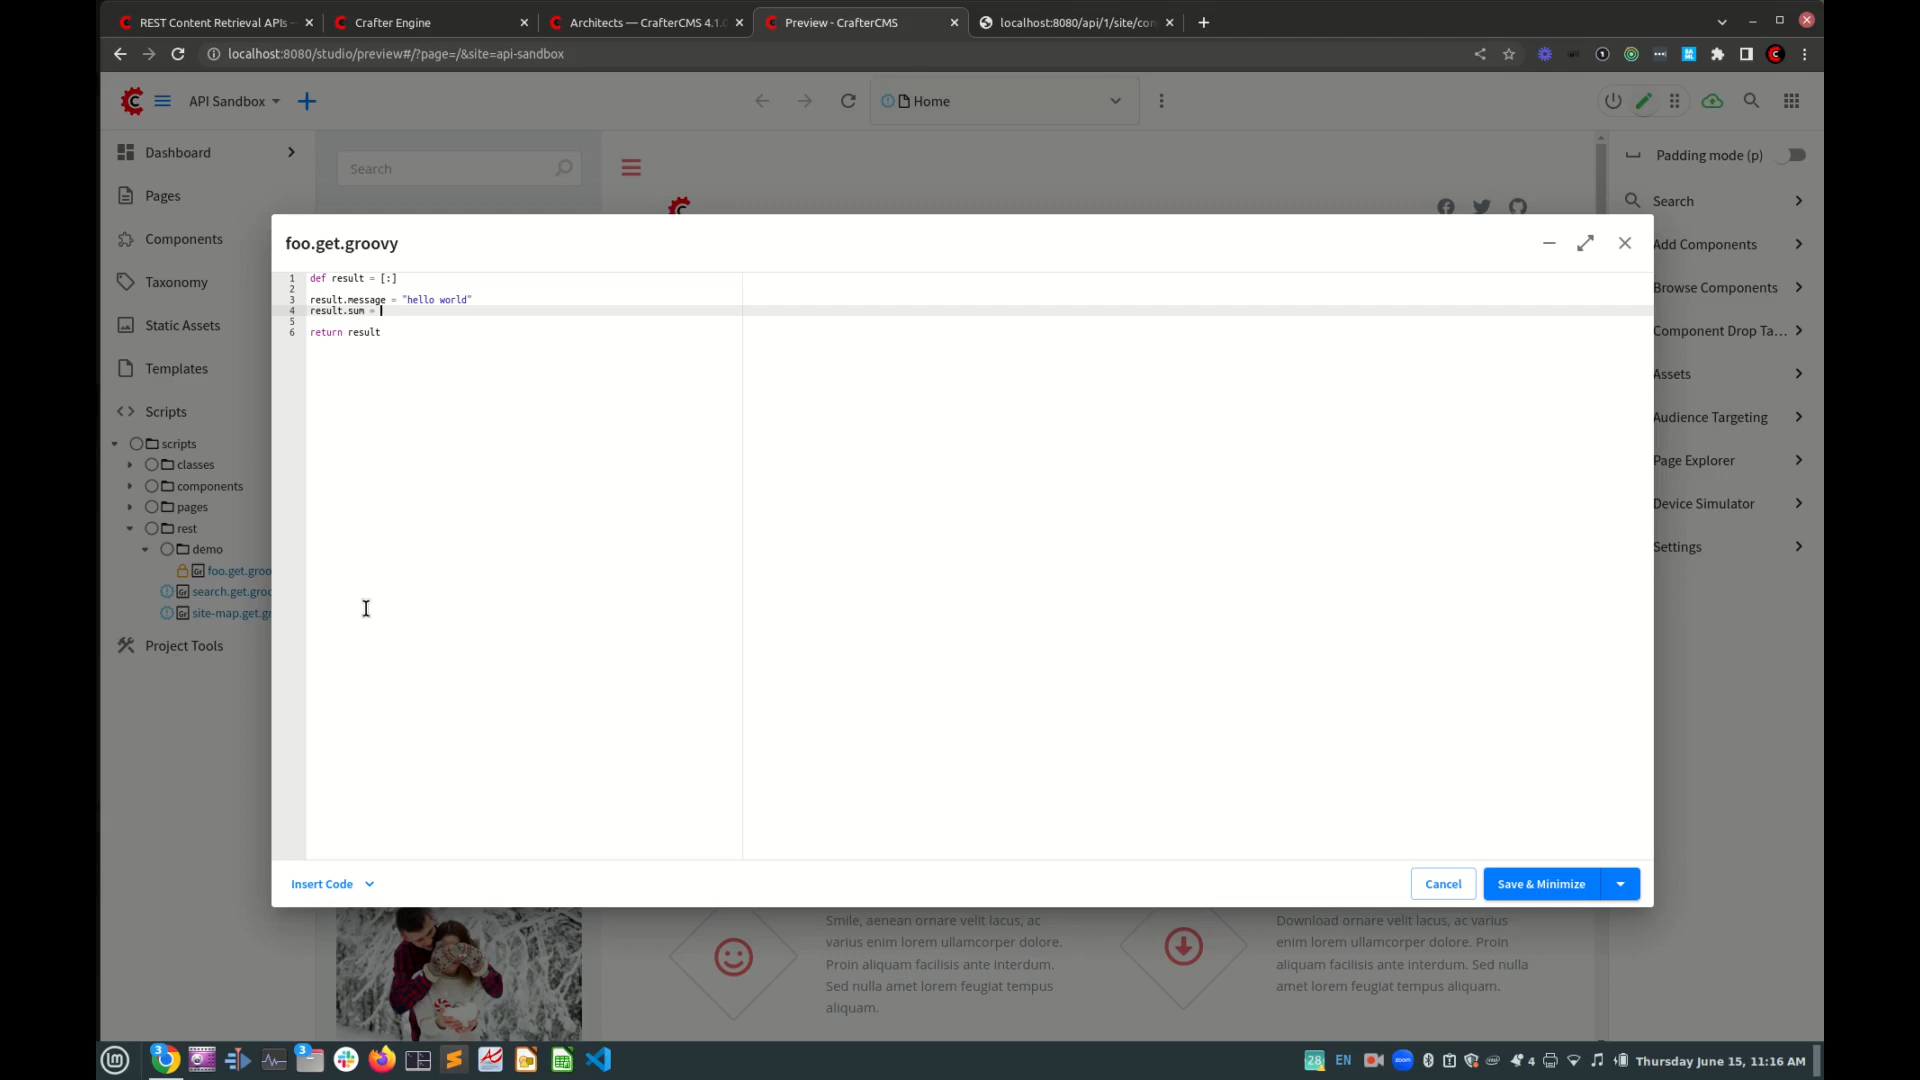 REST Content Retrieval APIs
Crafter Engine
Architects — CrafterCMS 4.1.0
Preview - CrafterCMS
localhost:8080/api/1/site/con
localhost:8080/studio/preview#/?page=/&site=api-sandbox
API Sandbox
Home
Dashboard
Pages
Components
Taxonomy
Static Assets
Templates
Scripts
scripts
classes
components
pages
rest
demo
foo.get.groo
search.get.groo
site-map.get.gr
Project Tools
Search
Padding mode (p)
Search
Add Components
Browse Components
Component Drop Ta...
Assets
Audience Targeting
Page Explorer
Device Simulator
Settings
foo.get.groovy
1 def result = [:]
2
3 result.message = "hello world"
4 result.sum =
5
6 return result
Insert Code
Cancel
Save & Minimize
Smile, aenean ornare velit lacus, ac
varius enim lorem ullamcorper dolore.
Proin aliquam facilisis ante interdum.
Sed nulla amet lorem feugiat tempus
aliquam.
Download ornare velit lacus, ac varius
enim lorem ullamcorper dolore. Proin
aliquam facilisis ante interdum. Sed nulla
amet lorem feugiat tempus aliquam.
3
3
28
EN
zoom
4
Thursday June 15, 11:16 AM